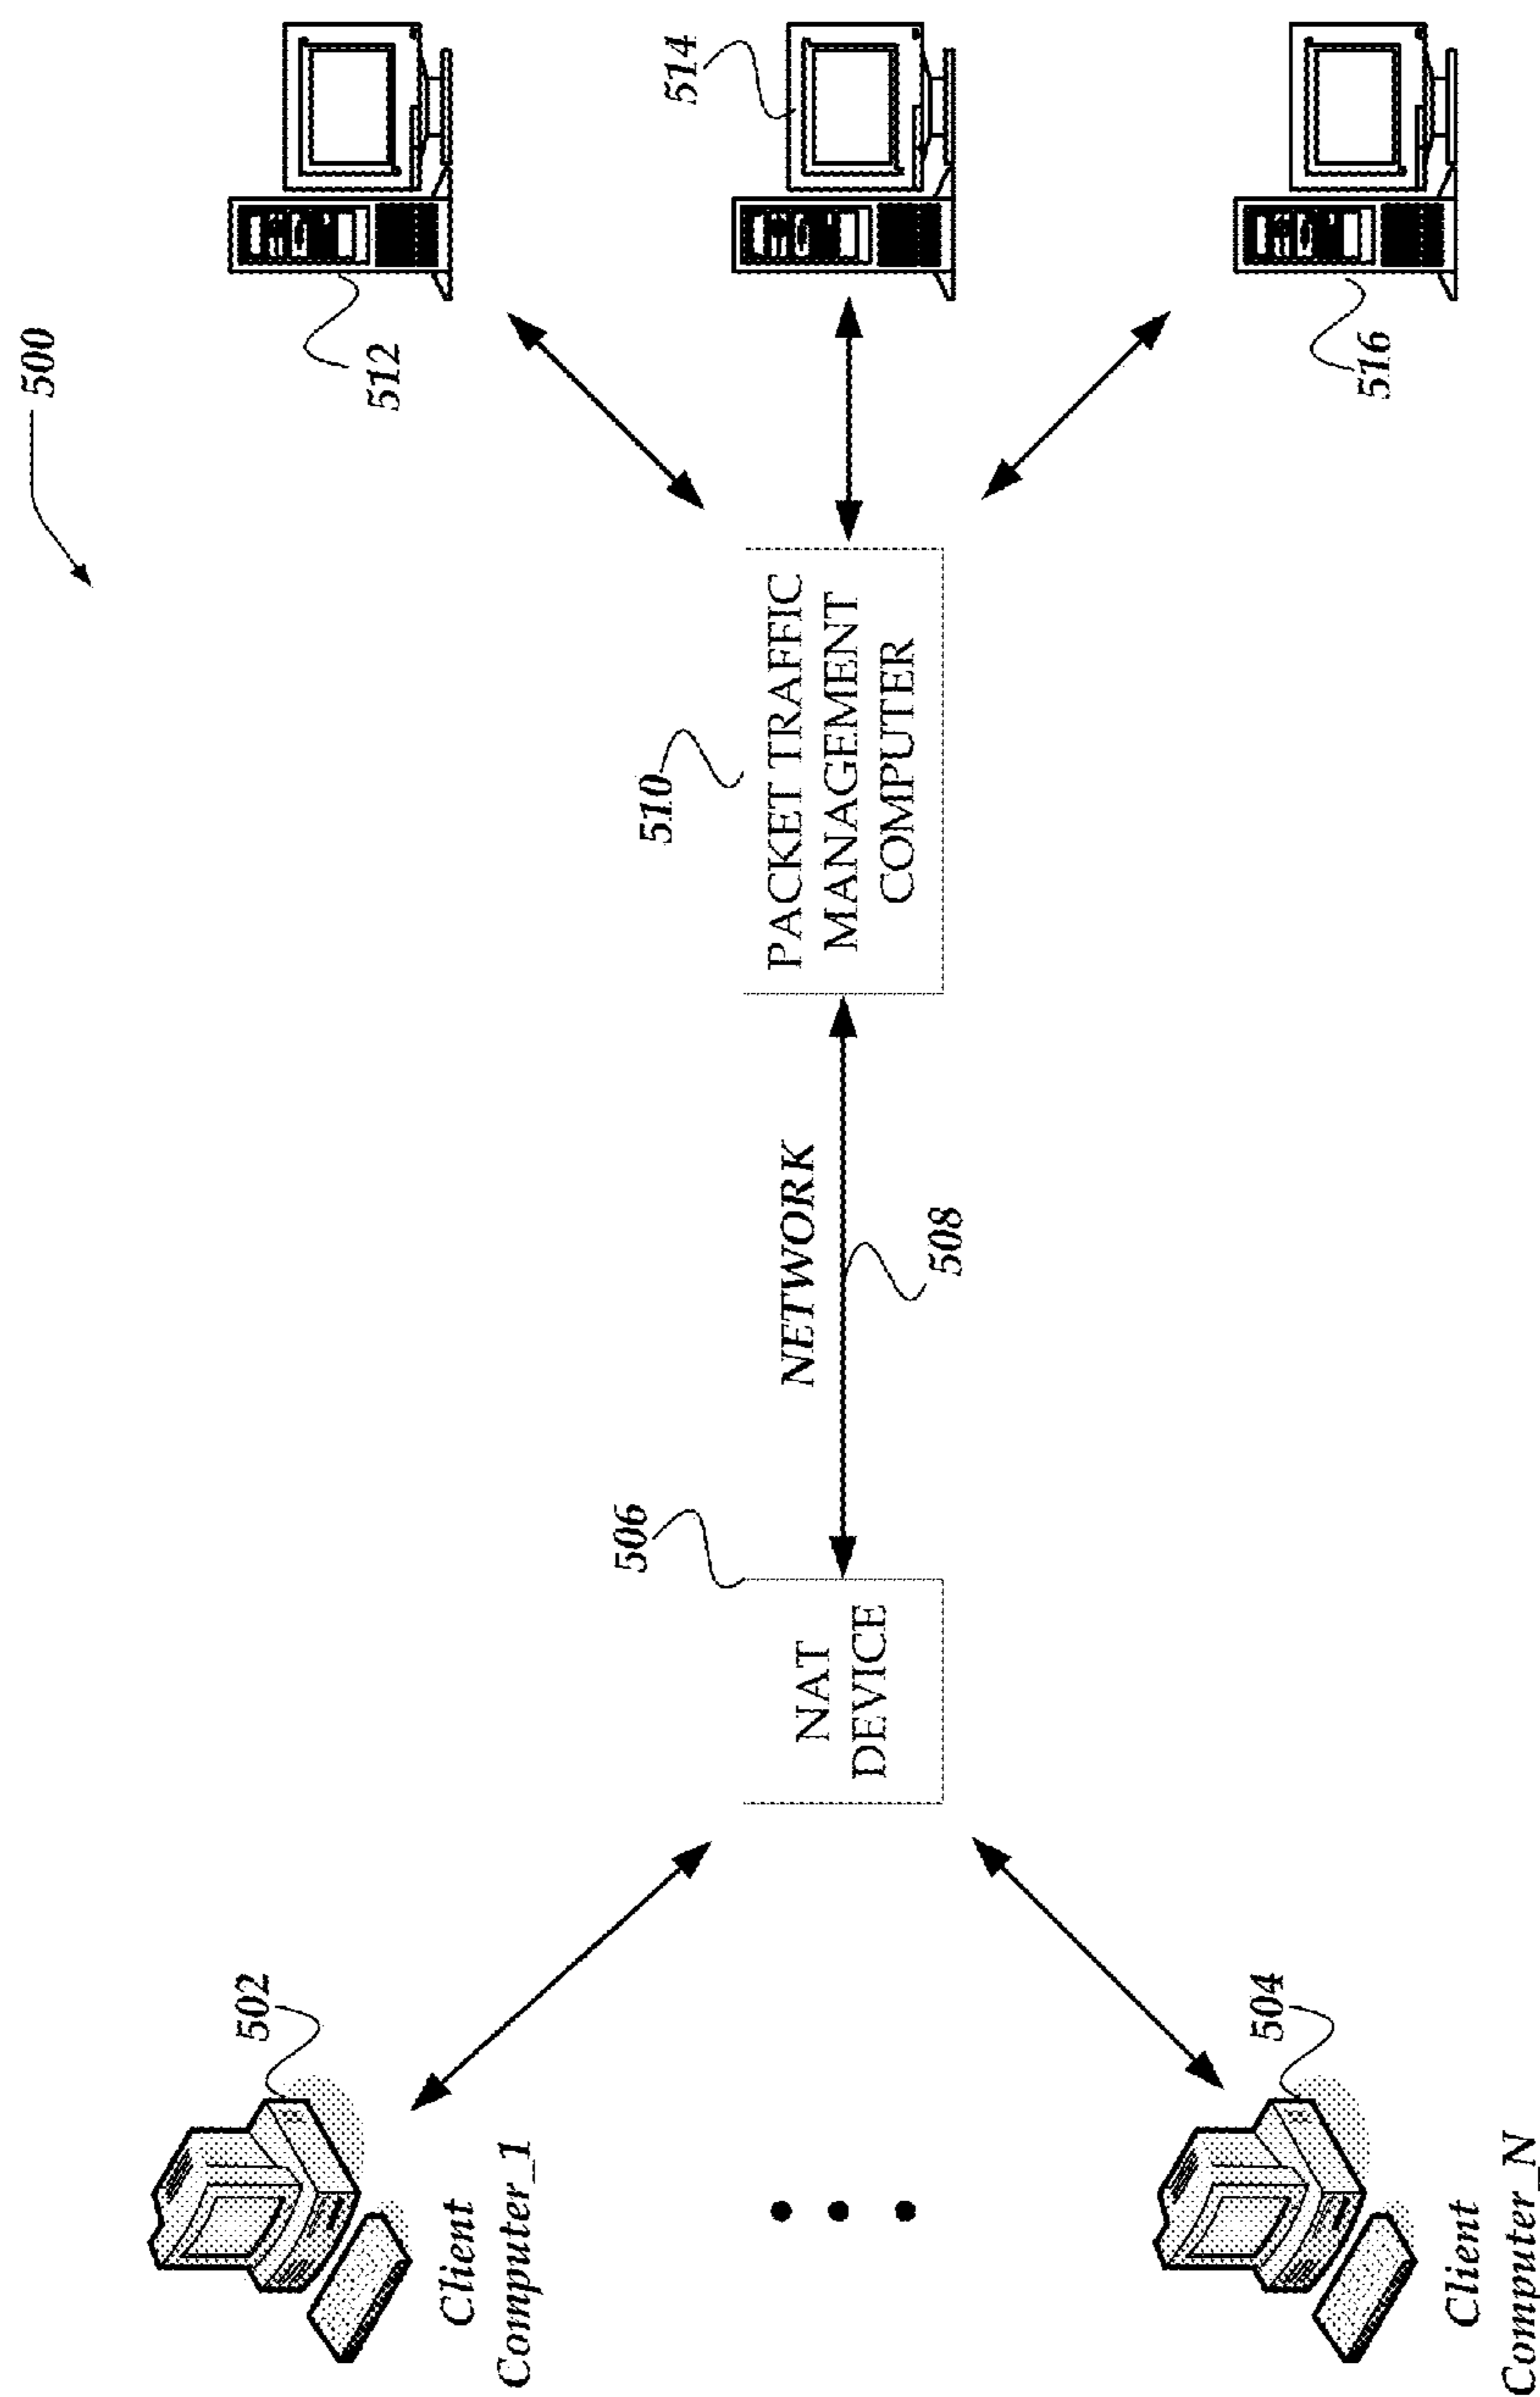 500
512
514
516
510
PACKET TRAFFIC
MANAGEMENT
COMPUTER
NETWORK
508
506
NAT
DEVICE
502
Client
Computer_1
504
Client
Computer_N